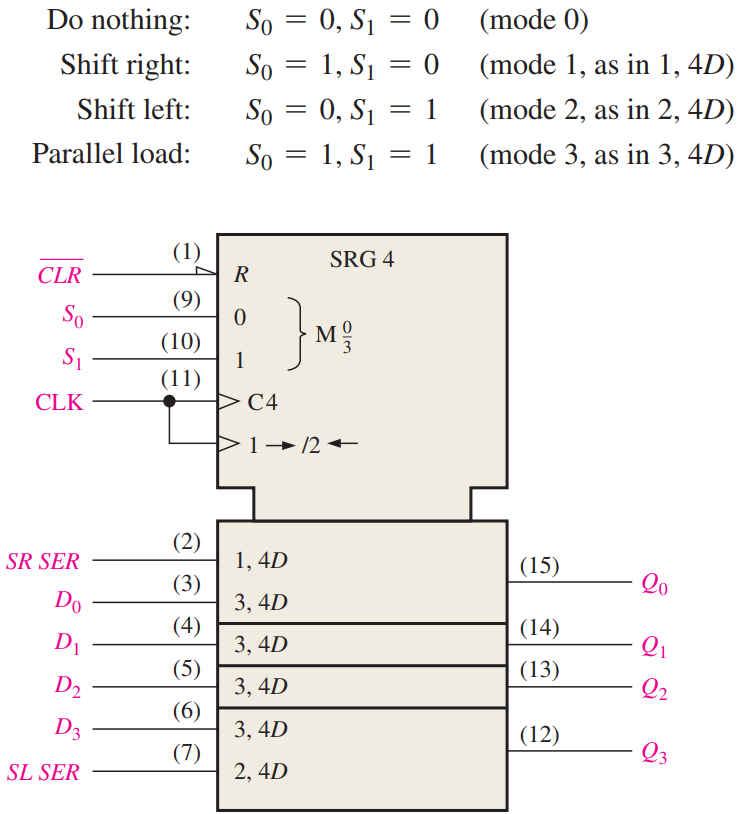 Do nothing: S₀ = 0, S₁ = 0 (mode 0)
Shift right: S₀ = 1, S₁ = 0 (mode 1, as in 1, 4D)
Shift left: S₀ = 0, S₁ = 1 (mode 2, as in 2, 4D)
Parallel load: S₀ = 1, S₁ = 1 (mode 3, as in 3, 4D)
SRG 4
C̅L̅R̅ (1) R
S₀ (9) 0
M 0/3
S₁ (10) 1
CLK (11) C4
1 → /2 ←
SR SER (2) 1, 4D
(15) Q₀
D₀ (3) 3, 4D
D₁ (4) 3, 4D (14) Q₁
D₂ (5) 3, 4D (13) Q₂
D₃ (6) 3, 4D
(12) Q₃
SL SER (7) 2, 4D